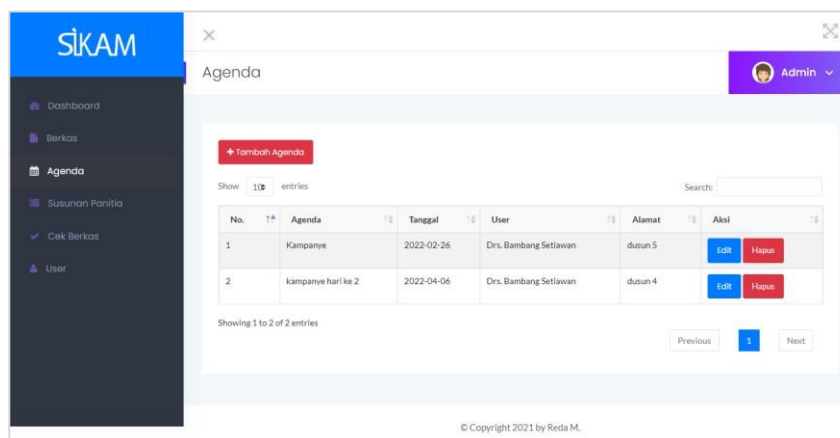 SİKAM
Agenda
Admin
Dashboard
Berkas
Agenda
Susunan Panitia
Cek Berkas
User
+ Tambah Agenda
Show 10 entries
Search:
No. Agenda Tanggal User Alamat Aksi
1 Kampanye 2022-02-26 Drs. Bambang Setiawan dusun 5 Edit Hapus
2 kampanye hari ke 2 2022-04-06 Drs. Bambang Setiawan dusun 4 Edit Hapus
Showing 1 to 2 of 2 entries
Previous 1 Next
© Copyright 2021 by Reda M.